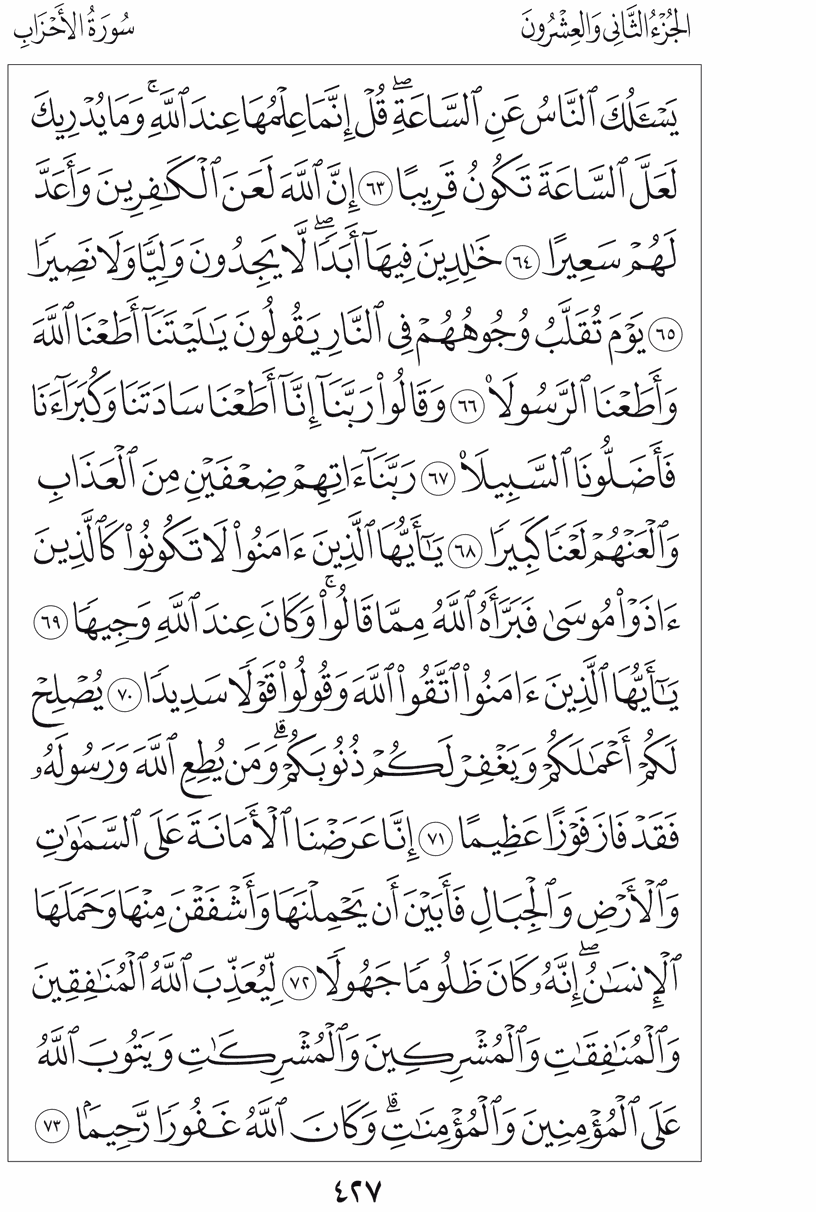 الجُزْءُ الثَّانِي وَالعِشْرُونَ
سُورَةُ الأَحْزَابِ
يَسْـَٔلُكَ ٱلنَّاسُ عَنِ ٱلسَّاعَةِۖ قُلْ إِنَّمَا عِلْمُهَا عِندَ ٱللَّهِۚ وَمَا يُدْرِيكَ
لَعَلَّ ٱلسَّاعَةَ تَكُونُ قَرِيبًا ٦٣ إِنَّ ٱللَّهَ لَعَنَ ٱلْكَٰفِرِينَ وَأَعَدَّ
لَهُمْ سَعِيرًا ٦٤ خَٰلِدِينَ فِيهَآ أَبَدًاۖ لَّا يَجِدُونَ وَلِيًّا وَلَا نَصِيرًا
٦٥ يَوْمَ تُقَلَّبُ وُجُوهُهُمْ فِى ٱلنَّارِ يَقُولُونَ يَٰلَيْتَنَآ أَطَعْنَا ٱللَّهَ
وَأَطَعْنَا ٱلرَّسُولَا۠ ٦٦ وَقَالُوا۟ رَبَّنَآ إِنَّآ أَطَعْنَا سَادَتَنَا وَكُبَرَآءَنَا
فَأَضَلُّونَا ٱلسَّبِيلَا۠ ٦٧ رَبَّنَآ ءَاتِهِمْ ضِعْفَيْنِ مِنَ ٱلْعَذَابِ
وَٱلْعَنْهُمْ لَعْنًا كَبِيرًا ٦٨ يَٰٓأَيُّهَا ٱلَّذِينَ ءَامَنُوا۟ لَا تَكُونُوا۟ كَٱلَّذِينَ
ءَاذَوْا۟ مُوسَىٰ فَبَرَّأَهُ ٱللَّهُ مِمَّا قَالُوا۟ۚ وَكَانَ عِندَ ٱللَّهِ وَجِيهًا ٦٩
يَٰٓأَيُّهَا ٱلَّذِينَ ءَامَنُوا۟ ٱتَّقُوا۟ ٱللَّهَ وَقُولُوا۟ قَوْلًا سَدِيدًا ٧٠ يُصْلِحْ
لَكُمْ أَعْمَٰلَكُمْ وَيَغْفِرْ لَكُمْ ذُنُوبَكُمْۗ وَمَن يُطِعِ ٱللَّهَ وَرَسُولَهُۥ
فَقَدْ فَازَ فَوْزًا عَظِيمًا ٧١ إِنَّا عَرَضْنَا ٱلْأَمَانَةَ عَلَى ٱلسَّمَٰوَٰتِ
وَٱلْأَرْضِ وَٱلْجِبَالِ فَأَبَيْنَ أَن يَحْمِلْنَهَا وَأَشْفَقْنَ مِنْهَا وَحَمَلَهَا
ٱلْإِنسَٰنُۖ إِنَّهُۥ كَانَ ظَلُومًا جَهُولًا ٧٢ لِّيُعَذِّبَ ٱللَّهُ ٱلْمُنَٰفِقِينَ
وَٱلْمُنَٰفِقَٰتِ وَٱلْمُشْرِكِينَ وَٱلْمُشْرِكَٰتِ وَيَتُوبَ ٱللَّهُ
عَلَى ٱلْمُؤْمِنِينَ وَٱلْمُؤْمِنَٰتِۗ وَكَانَ ٱللَّهُ غَفُورًا رَّحِيمًۢا ٧٣
٤٢٧